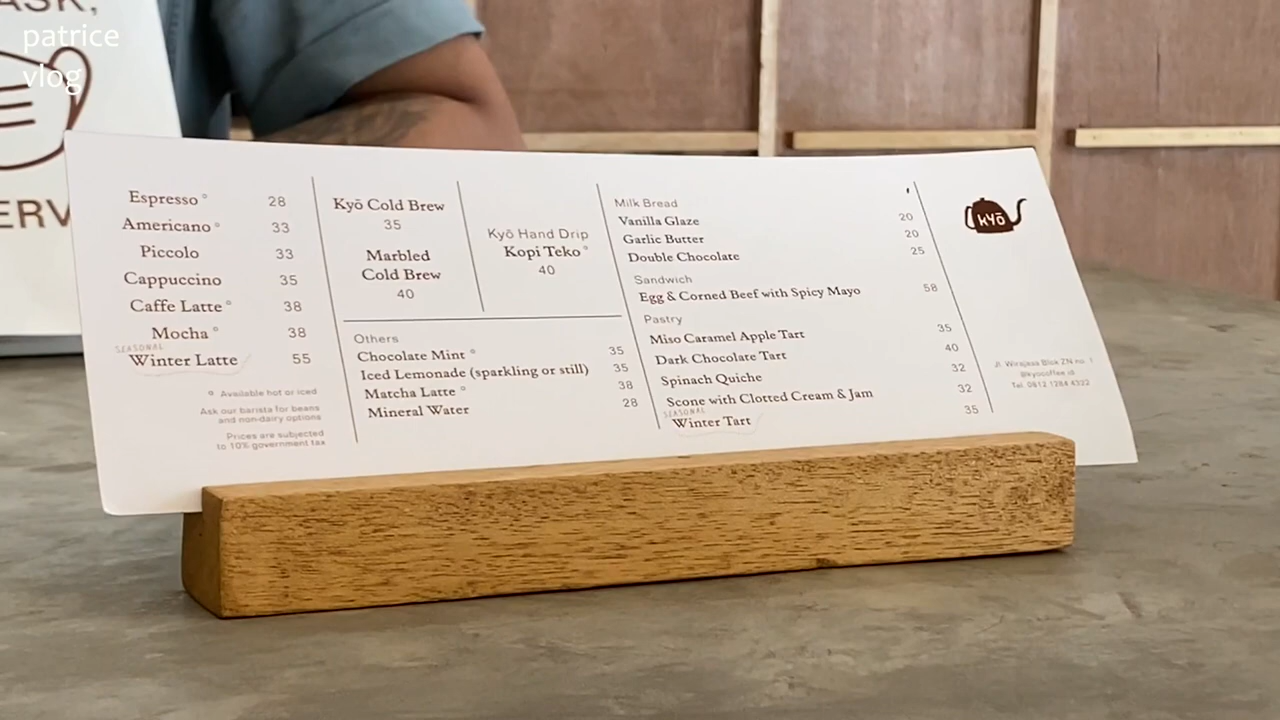 patrice
vlog
ASK,
ERV
Espresso ° 28
Americano ° 33
Piccolo 33
Cappuccino 35
Caffe Latte ° 38
Mocha ° 38
SEASONAL
Winter Latte 55
° Available hot or iced
Ask our barista for beans
and non-dairy options
Prices are subjected
to 10% government tax
Kyō Cold Brew
35
Marbled
Cold Brew
40
Kyō Hand Drip
Kopi Teko °
40
Others
Chocolate Mint ° 35
Iced Lemonade (sparkling or still) 35
Matcha Latte ° 38
Mineral Water 28
Milk Bread
Vanilla Glaze 20
Garlic Butter 20
Double Chocolate 25
Sandwich
Egg & Corned Beef with Spicy Mayo 58
Pastry
Miso Caramel Apple Tart 35
Dark Chocolate Tart 40
Spinach Quiche 32
Scone with Clotted Cream & Jam 32
SEASONAL
Winter Tart 35
kyō
Jl. Wirajasa Blok ZN no. 1
@kyocoffee.id
Tel. 0812 1284 4332